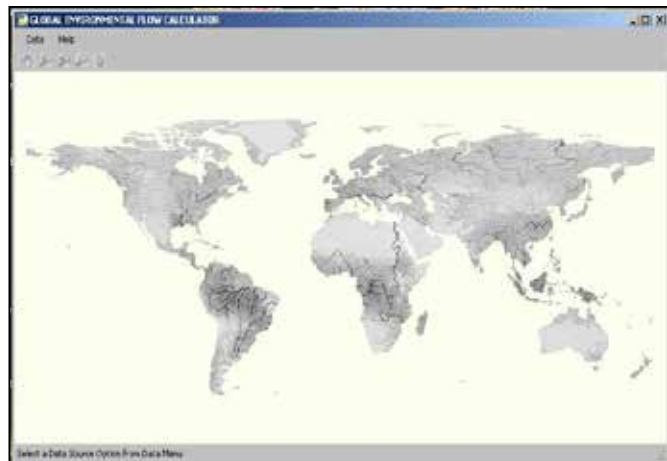 GLOBAL ENVIRONMENTAL FLOW CALCULATOR
Data Help
Select a Data Source Option From Data Menu